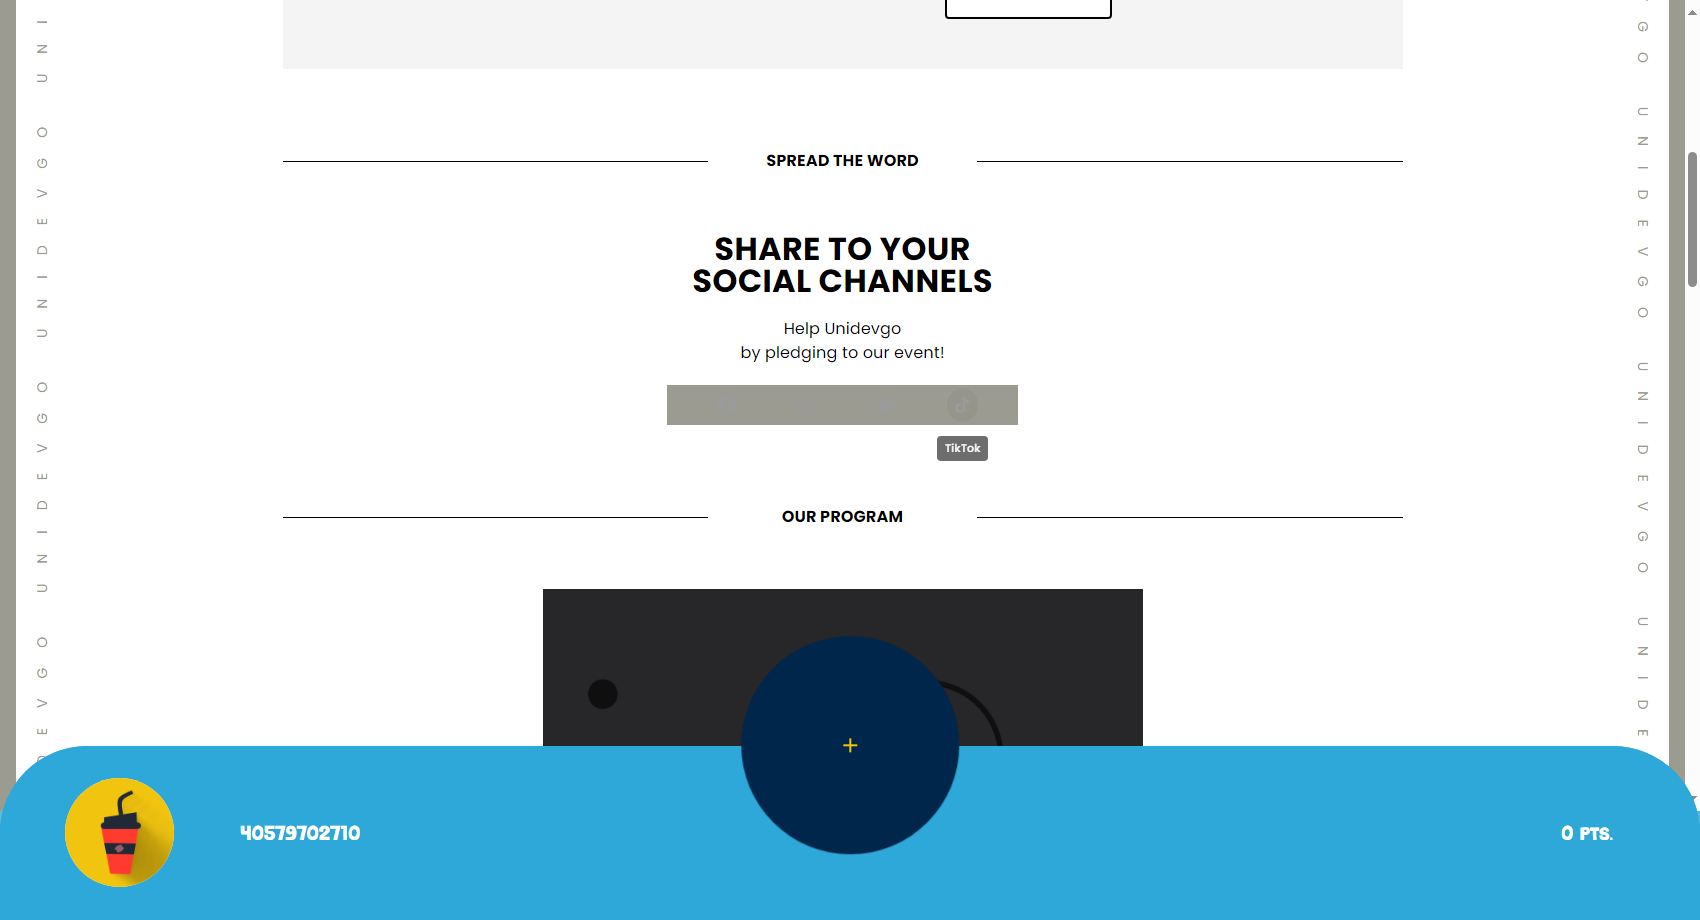 SPREAD THE WORD
SHARE TO YOUR
SOCIAL CHANNELS
Help Unidevgo
by pledging to our event!
TikTok
OUR PROGRAM
40579702710
0 PTS.
UNI UNIDEVGO UNIDEVGO UNIDEVGO
GO UNIDEVGO UNIDEVGO UNIDE